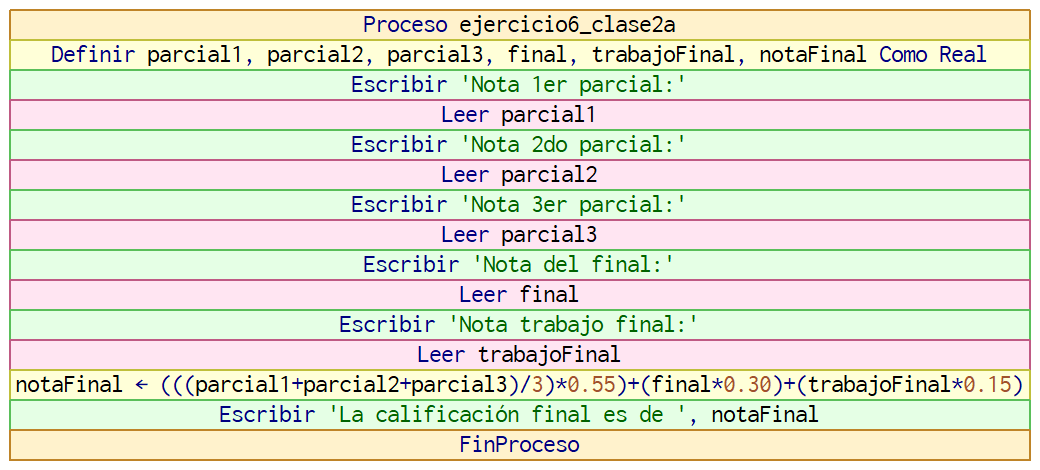 Proceso ejercicio6_clase2a
Definir parcial1, parcial2, parcial3, final, trabajoFinal, notaFinal Como Real
Escribir 'Nota 1er parcial:'
Leer parcial1
Escribir 'Nota 2do parcial:'
Leer parcial2
Escribir 'Nota 3er parcial:'
Leer parcial3
Escribir 'Nota del final:'
Leer final
Escribir 'Nota trabajo final:'
Leer trabajoFinal
notaFinal ← (((parcial1+parcial2+parcial3)/3)*0.55)+(final*0.30)+(trabajoFinal*0.15)
Escribir 'La calificación final es de ', notaFinal
FinProceso